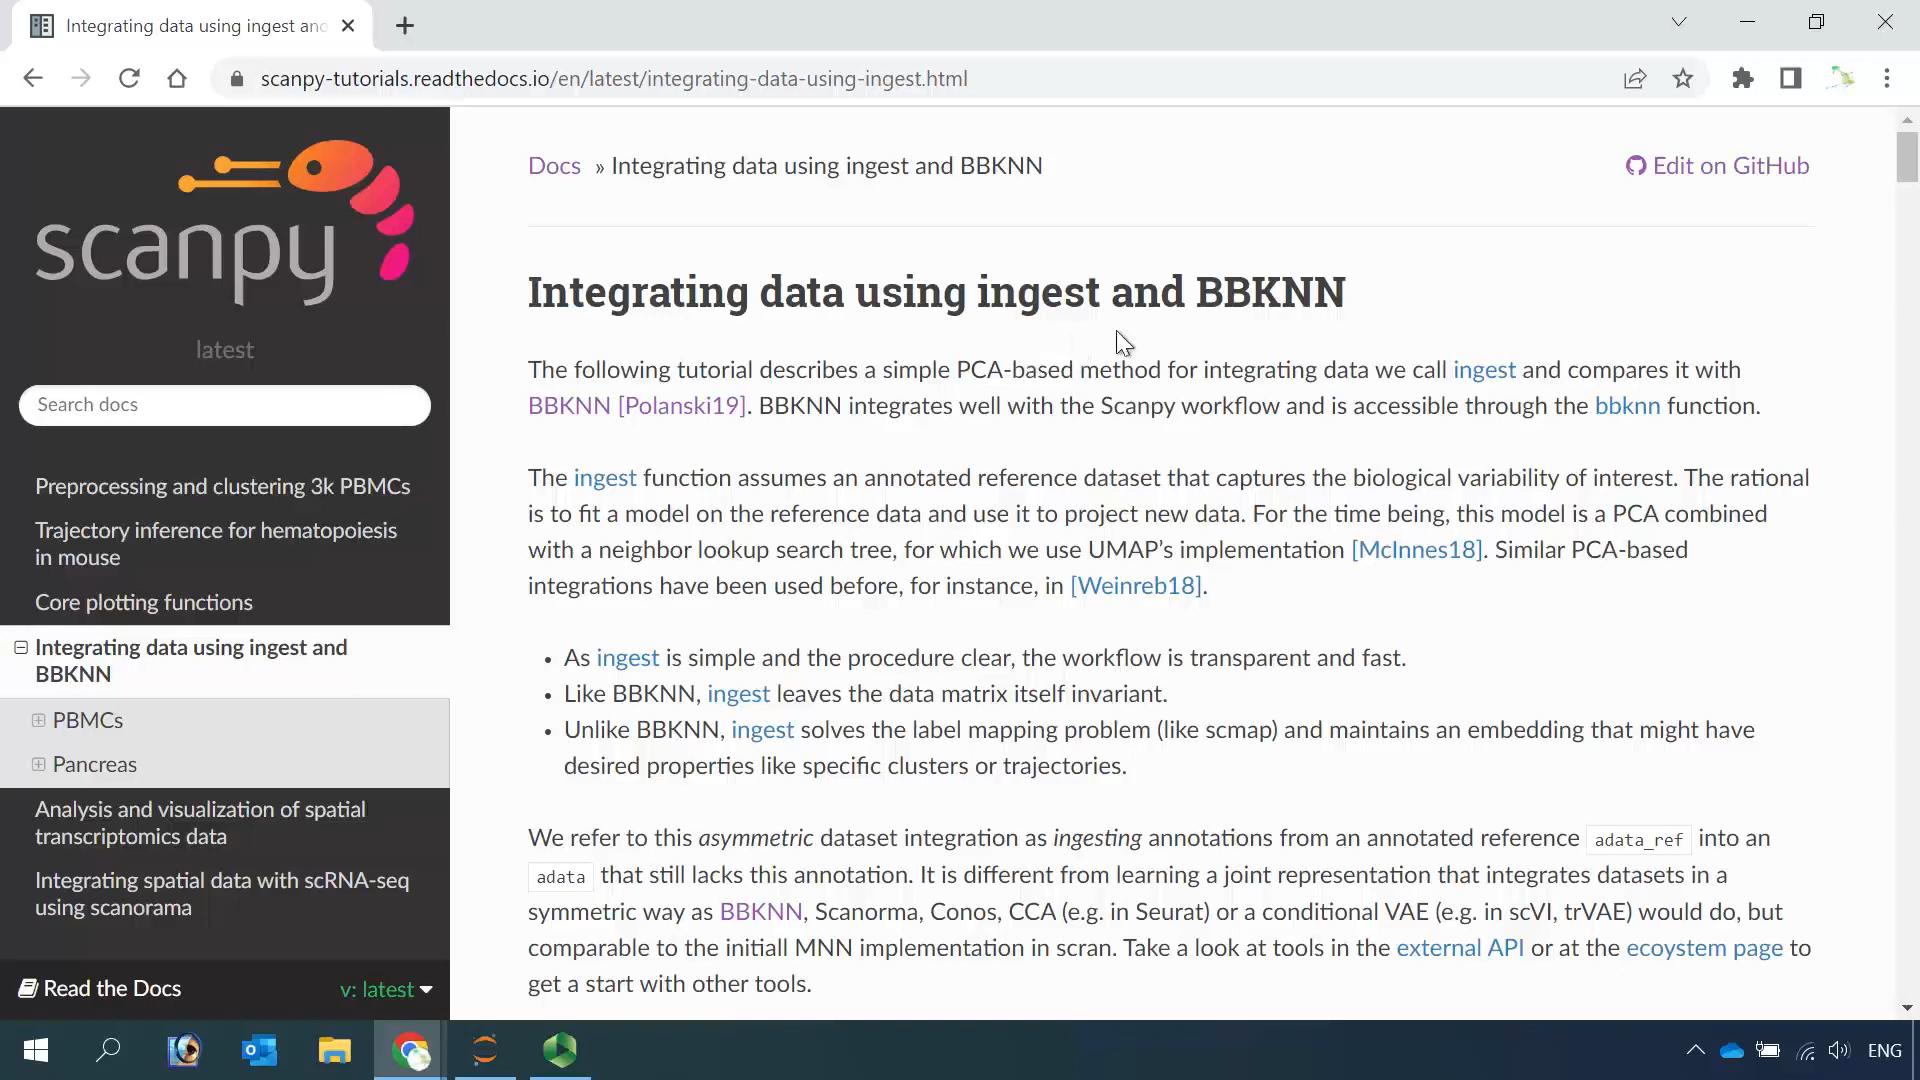 Integrating data using ingest and
scanpy-tutorials.readthedocs.io/en/latest/integrating-data-using-ingest.html
scanpy
latest
Search docs
Preprocessing and clustering 3k PBMCs
Trajectory inference for hematopoiesis
in mouse
Core plotting functions
Integrating data using ingest and
BBKNN
PBMCs
Pancreas
Analysis and visualization of spatial
transcriptomics data
Integrating spatial data with scRNA-seq
using scanorama
Read the Docs
v: latest
Docs » Integrating data using ingest and BBKNN
Edit on GitHub
Integrating data using ingest and BBKNN
The following tutorial describes a simple PCA-based method for integrating data we call ingest and compares it with
BBKNN [Polanski19]. BBKNN integrates well with the Scanpy workflow and is accessible through the bbknn function.
The ingest function assumes an annotated reference dataset that captures the biological variability of interest. The rational
is to fit a model on the reference data and use it to project new data. For the time being, this model is a PCA combined
with a neighbor lookup search tree, for which we use UMAP’s implementation [McInnes18]. Similar PCA-based
integrations have been used before, for instance, in [Weinreb18].
• As ingest is simple and the procedure clear, the workflow is transparent and fast.
• Like BBKNN, ingest leaves the data matrix itself invariant.
• Unlike BBKNN, ingest solves the label mapping problem (like scmap) and maintains an embedding that might have
desired properties like specific clusters or trajectories.
We refer to this asymmetric dataset integration as ingesting annotations from an annotated reference adata_ref into an
adata that still lacks this annotation. It is different from learning a joint representation that integrates datasets in a
symmetric way as BBKNN, Scanorma, Conos, CCA (e.g. in Seurat) or a conditional VAE (e.g. in scVI, trVAE) would do, but
comparable to the initiall MNN implementation in scran. Take a look at tools in the external API or at the ecoystem page to
get a start with other tools.
ENG